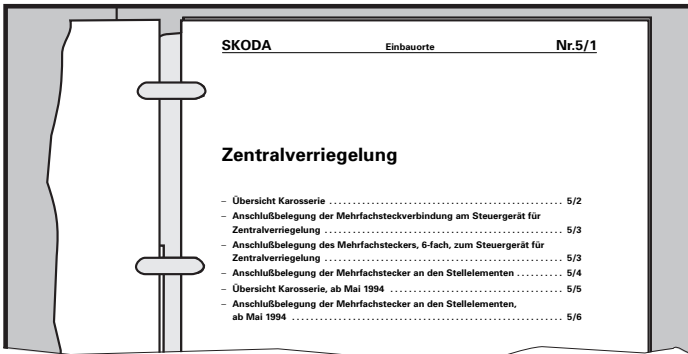 SKODA Einbauorte Nr.5/1
Zentralverriegelung
– Übersicht Karosserie .................................................. 5/2
– Anschlußbelegung der Mehrfachsteckverbindung am Steuergerät für
Zentralverriegelung .................................................. 5/3
– Anschlußbelegung des Mehrfachsteckers, 6-fach, zum Steuergerät für
Zentralverriegelung .................................................. 5/3
– Anschlußbelegung der Mehrfachstecker an den Stellelementen .......... 5/4
– Übersicht Karosserie, ab Mai 1994 ..................................... 5/5
– Anschlußbelegung der Mehrfachstecker an den Stellelementen,
ab Mai 1994 .......................................................... 5/6